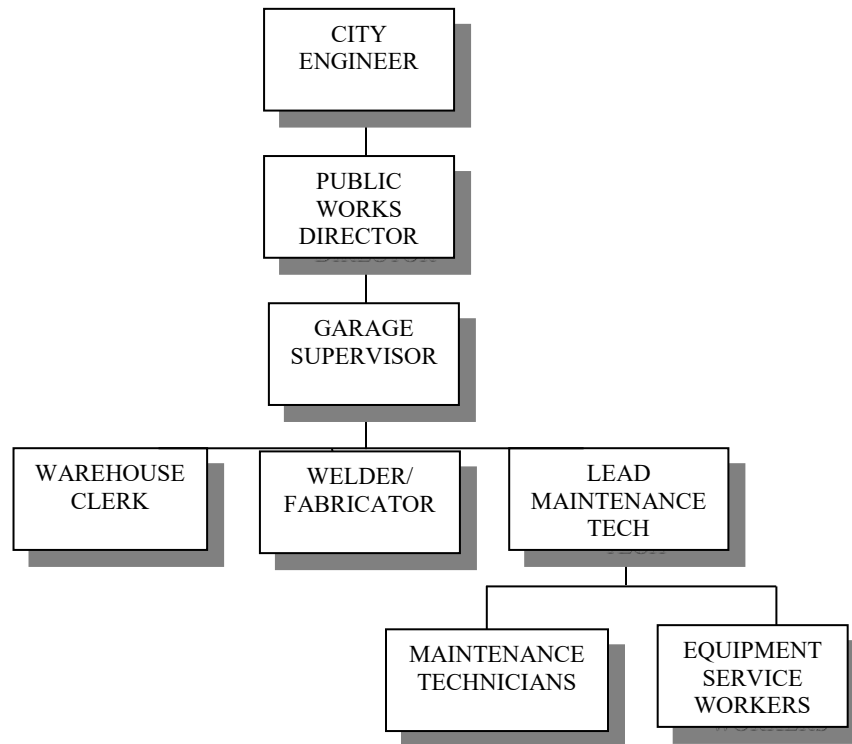 CITY
ENGINEER
PUBLIC
WORKS
DIRECTOR
GARAGE
SUPERVISOR
WAREHOUSE
CLERK
WELDER/
FABRICATOR
LEAD
MAINTENANCE
TECH
MAINTENANCE
TECHNICIANS
EQUIPMENT
SERVICE
WORKERS